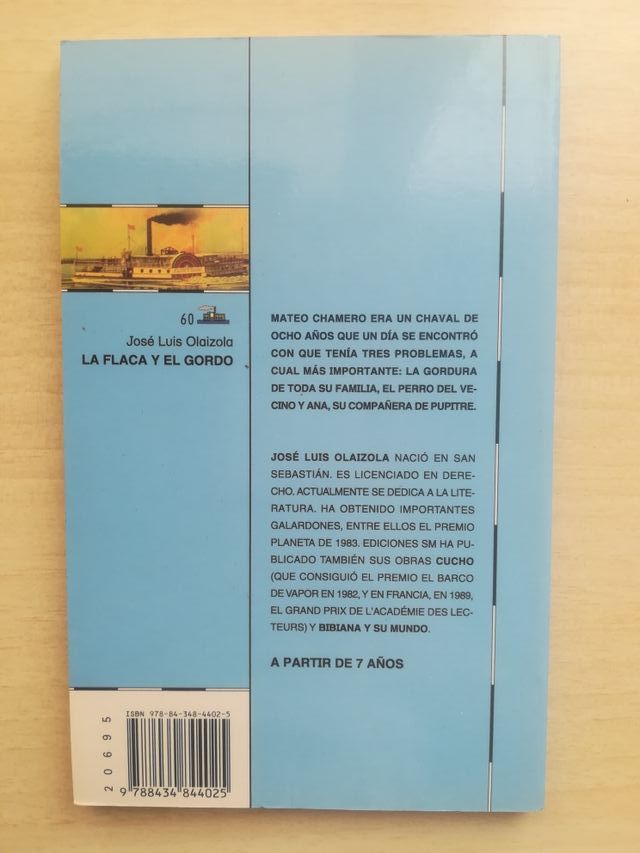 60
José Luis Olaizola
LA FLACA Y EL GORDO
MATEO CHAMERO ERA UN CHAVAL DE
OCHO AÑOS QUE UN DÍA SE ENCONTRÓ
CON QUE TENÍA TRES PROBLEMAS, A
CUAL MÁS IMPORTANTE: LA GORDURA
DE TODA SU FAMILIA, EL PERRO DEL VE-
CINO Y ANA, SU COMPAÑERA DE PUPITRE.
JOSÉ LUIS OLAIZOLA NACIÓ EN SAN
SEBASTIÁN. ES LICENCIADO EN DERE-
CHO. ACTUALMENTE SE DEDICA A LA LITE-
RATURA. HA OBTENIDO IMPORTANTES
GALARDONES, ENTRE ELLOS EL PREMIO
PLANETA DE 1983. EDICIONES SM HA PU-
BLICADO TAMBIÉN SUS OBRAS CUCHO
(QUE CONSIGUIÓ EL PREMIO EL BARCO
DE VAPOR EN 1982, Y EN FRANCIA, EN 1989,
EL GRAND PRIX DE L'ACADÉMIE DES LEC-
TEURS) Y BIBIANA Y SU MUNDO.
A PARTIR DE 7 AÑOS
ISBN 978-84-348-4402-5
20695
9 788434 844025